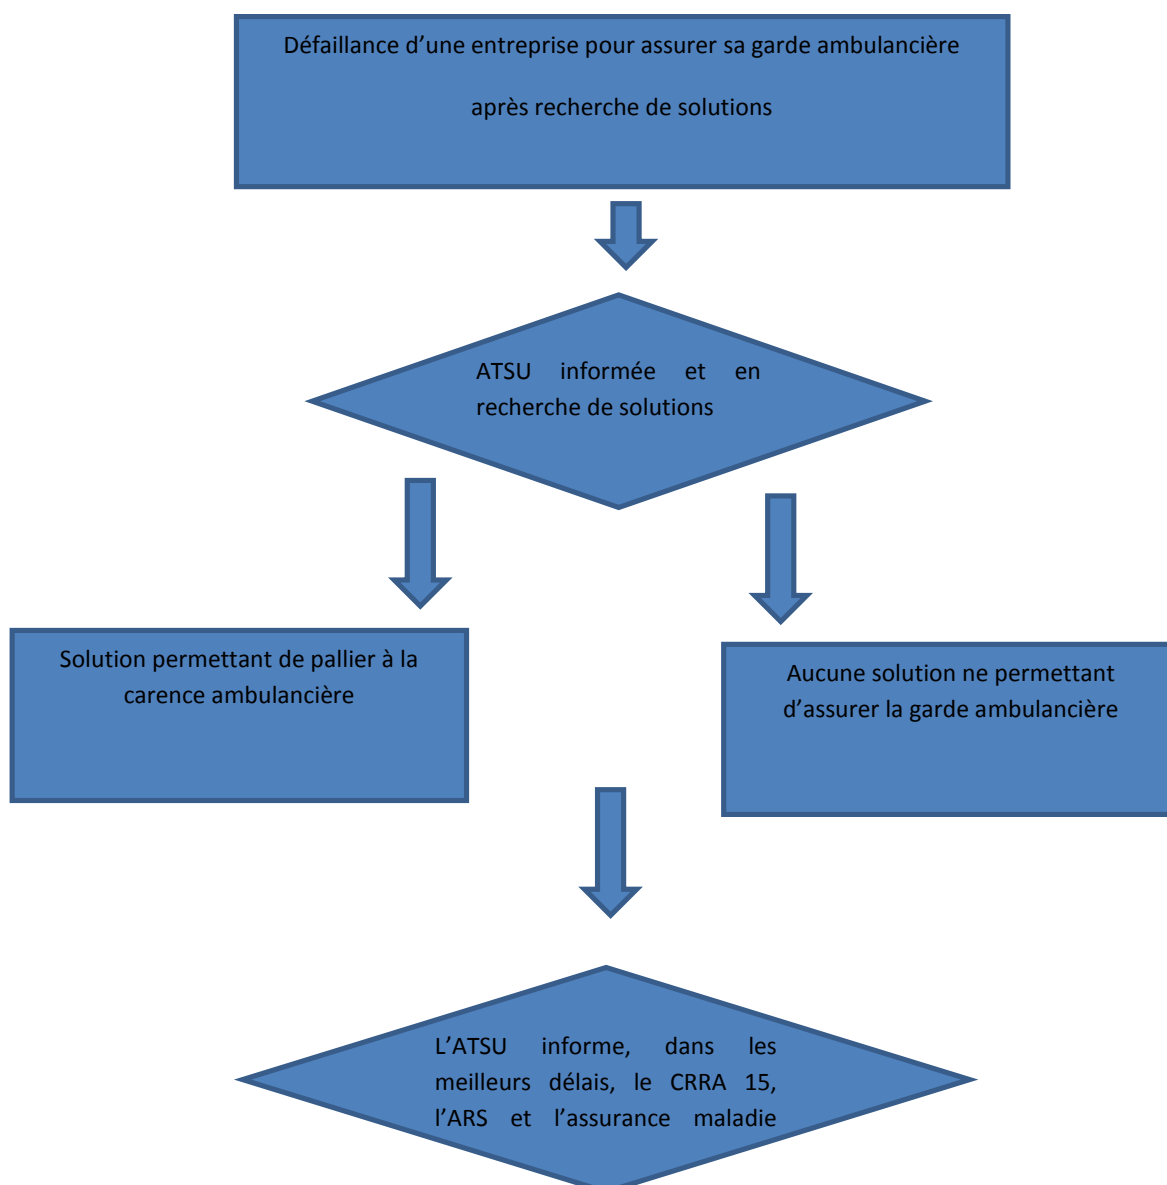 Défaillance d’une entreprise pour assurer sa garde ambulancière
après recherche de solutions
ATSU informée et en
recherche de solutions
Solution permettant de pallier à la
carence ambulancière
Aucune solution ne permettant
d’assurer la garde ambulancière
L’ATSU informe, dans les
meilleurs délais, le CRRA 15,
l’ARS et l’assurance maladie